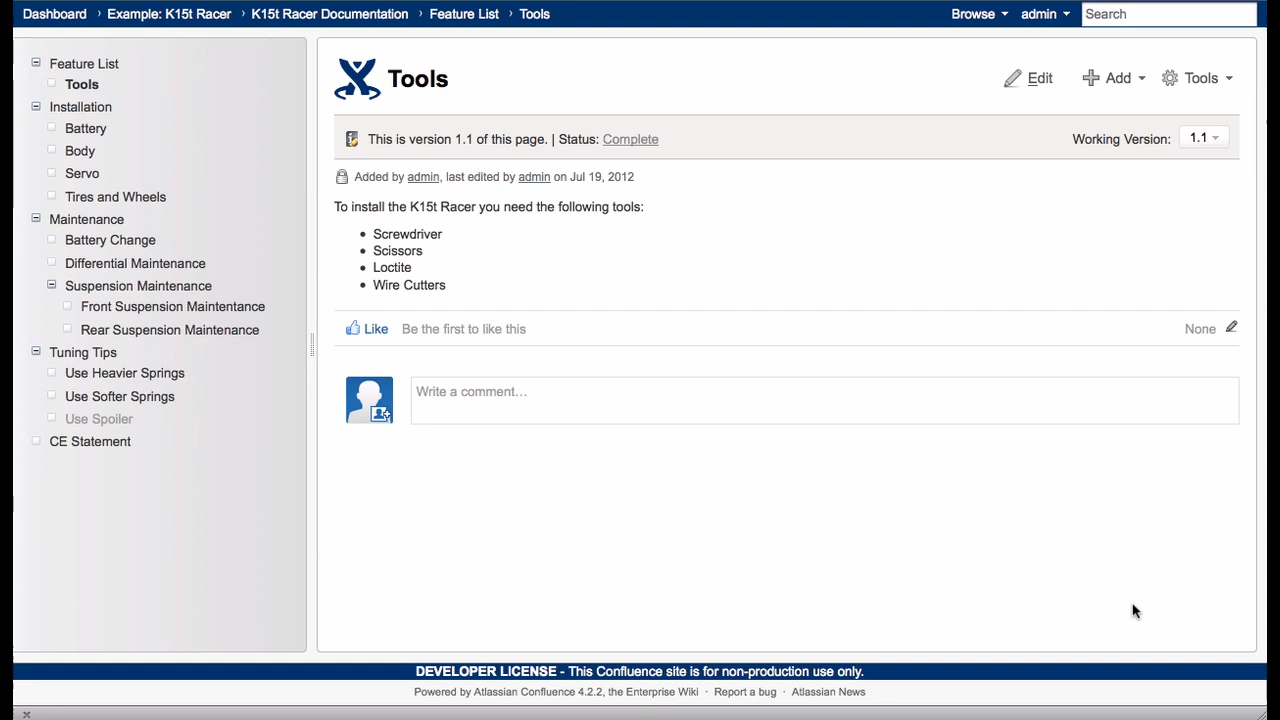 Dashboard › Example: K15t Racer › K15t Racer Documentation › Feature List › Tools
Browse admin Search
Feature List
Tools
Installation
Battery
Body
Servo
Tires and Wheels
Maintenance
Battery Change
Differential Maintenance
Suspension Maintenance
Front Suspension Maintentance
Rear Suspension Maintenance
Tuning Tips
Use Heavier Springs
Use Softer Springs
Use Spoiler
CE Statement
Tools
Edit Add Tools
This is version 1.1 of this page. | Status: Complete
Working Version: 1.1
Added by admin, last edited by admin on Jul 19, 2012
To install the K15t Racer you need the following tools:
• Screwdriver
• Scissors
• Loctite
• Wire Cutters
Like Be the first to like this
None
Write a comment…
DEVELOPER LICENSE - This Confluence site is for non-production use only.
Powered by Atlassian Confluence 4.2.2, the Enterprise Wiki · Report a bug · Atlassian News